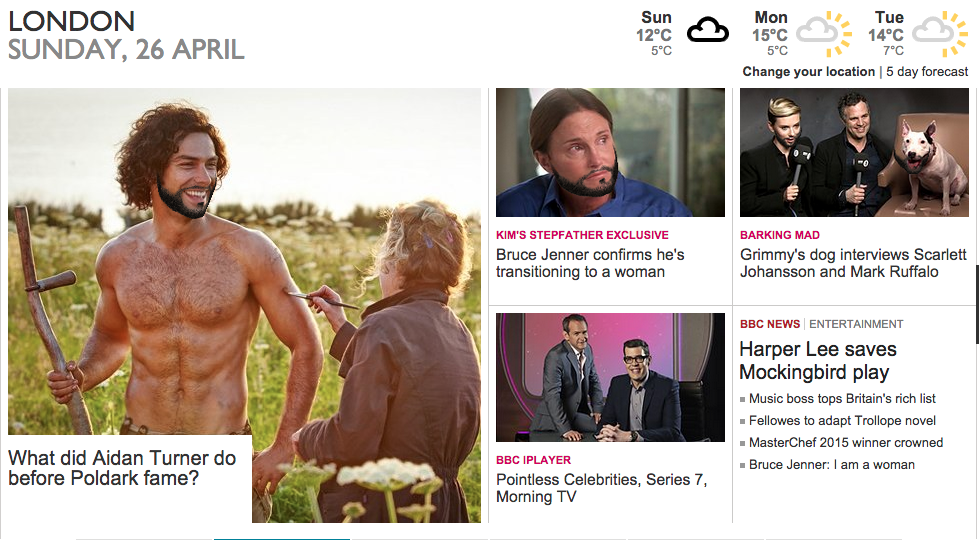 LONDON
SUNDAY, 26 APRIL
Sun
12°C
5°C
Mon
15°C
5°C
Tue
14°C
7°C
Change your location | 5 day forecast
What did Aidan Turner do
before Poldark fame?
KIM'S STEPFATHER EXCLUSIVE
Bruce Jenner confirms he's
transitioning to a woman
BARKING MAD
Grimmy's dog interviews Scarlett
Johansson and Mark Ruffalo
BBC IPLAYER
Pointless Celebrities, Series 7,
Morning TV
BBC NEWS | ENTERTAINMENT
Harper Lee saves
Mockingbird play
Music boss tops Britain's rich list
Fellowes to adapt Trollope novel
MasterChef 2015 winner crowned
Bruce Jenner: I am a woman